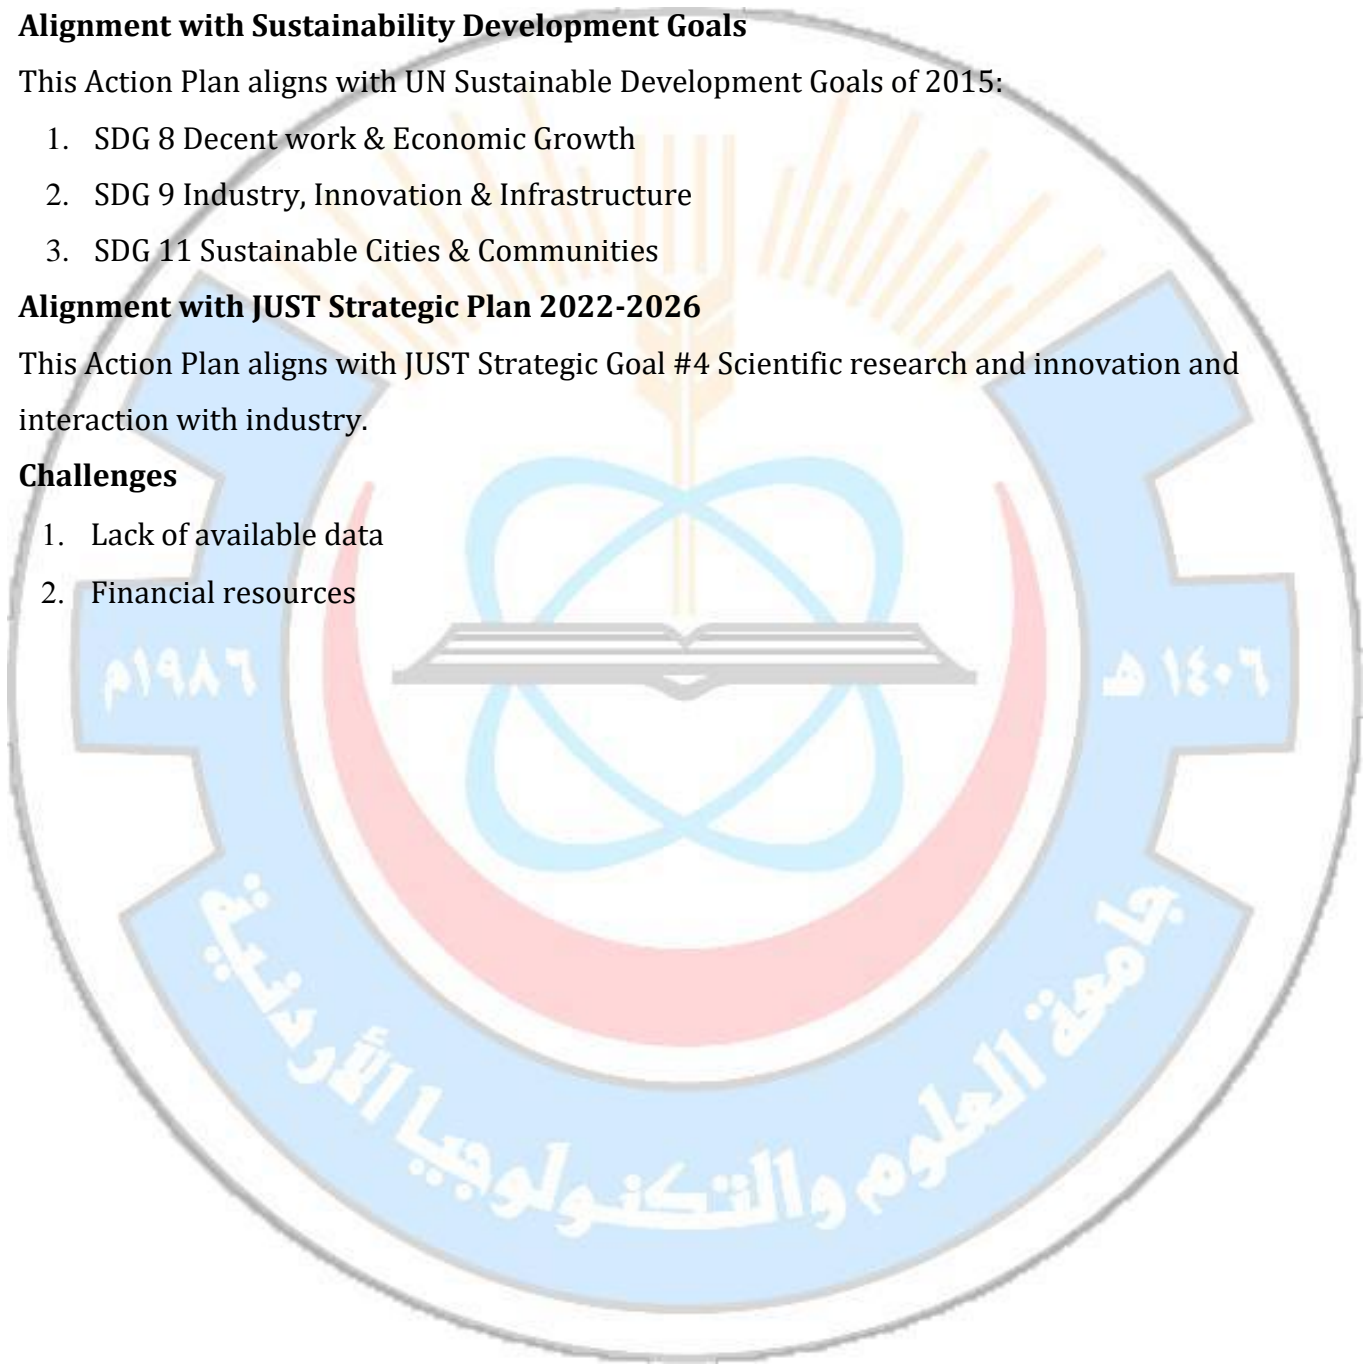 Alignment with Sustainability Development Goals
This Action Plan aligns with UN Sustainable Development Goals of 2015:
1. SDG 8 Decent work & Economic Growth
2. SDG 9 Industry, Innovation & Infrastructure
3. SDG 11 Sustainable Cities & Communities
Alignment with JUST Strategic Plan 2022-2026
This Action Plan aligns with JUST Strategic Goal #4 Scientific research and innovation and
interaction with industry.
Challenges
1. Lack of available data
2. Financial resources
١٩٨٦م
١٤٠٦ هـ
جامعة العلوم والتكنولوجيا الأردنية